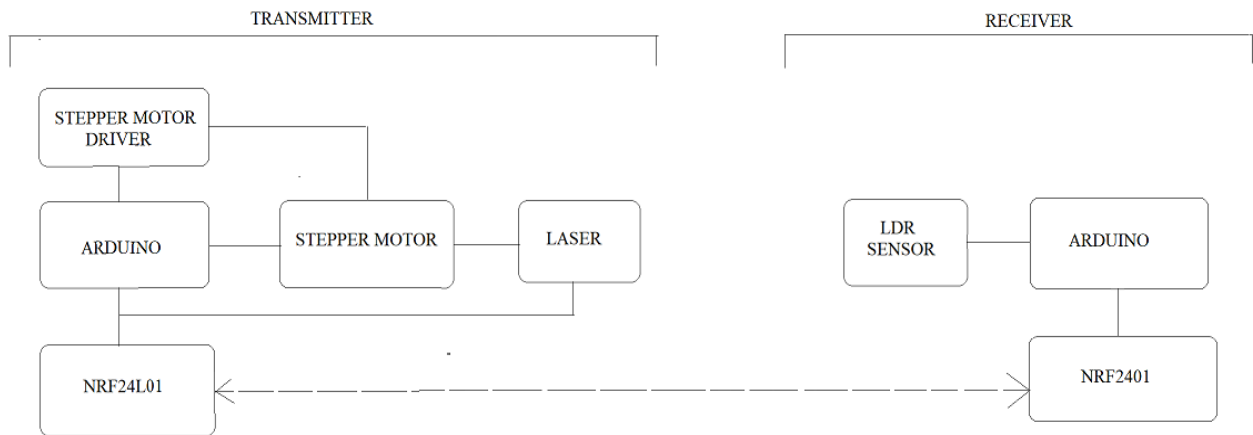 TRANSMITTER
RECEIVER
STEPPER MOTOR
DRIVER
ARDUINO
STEPPER MOTOR
LASER
LDR
SENSOR
ARDUINO
NRF24L01
NRF2401